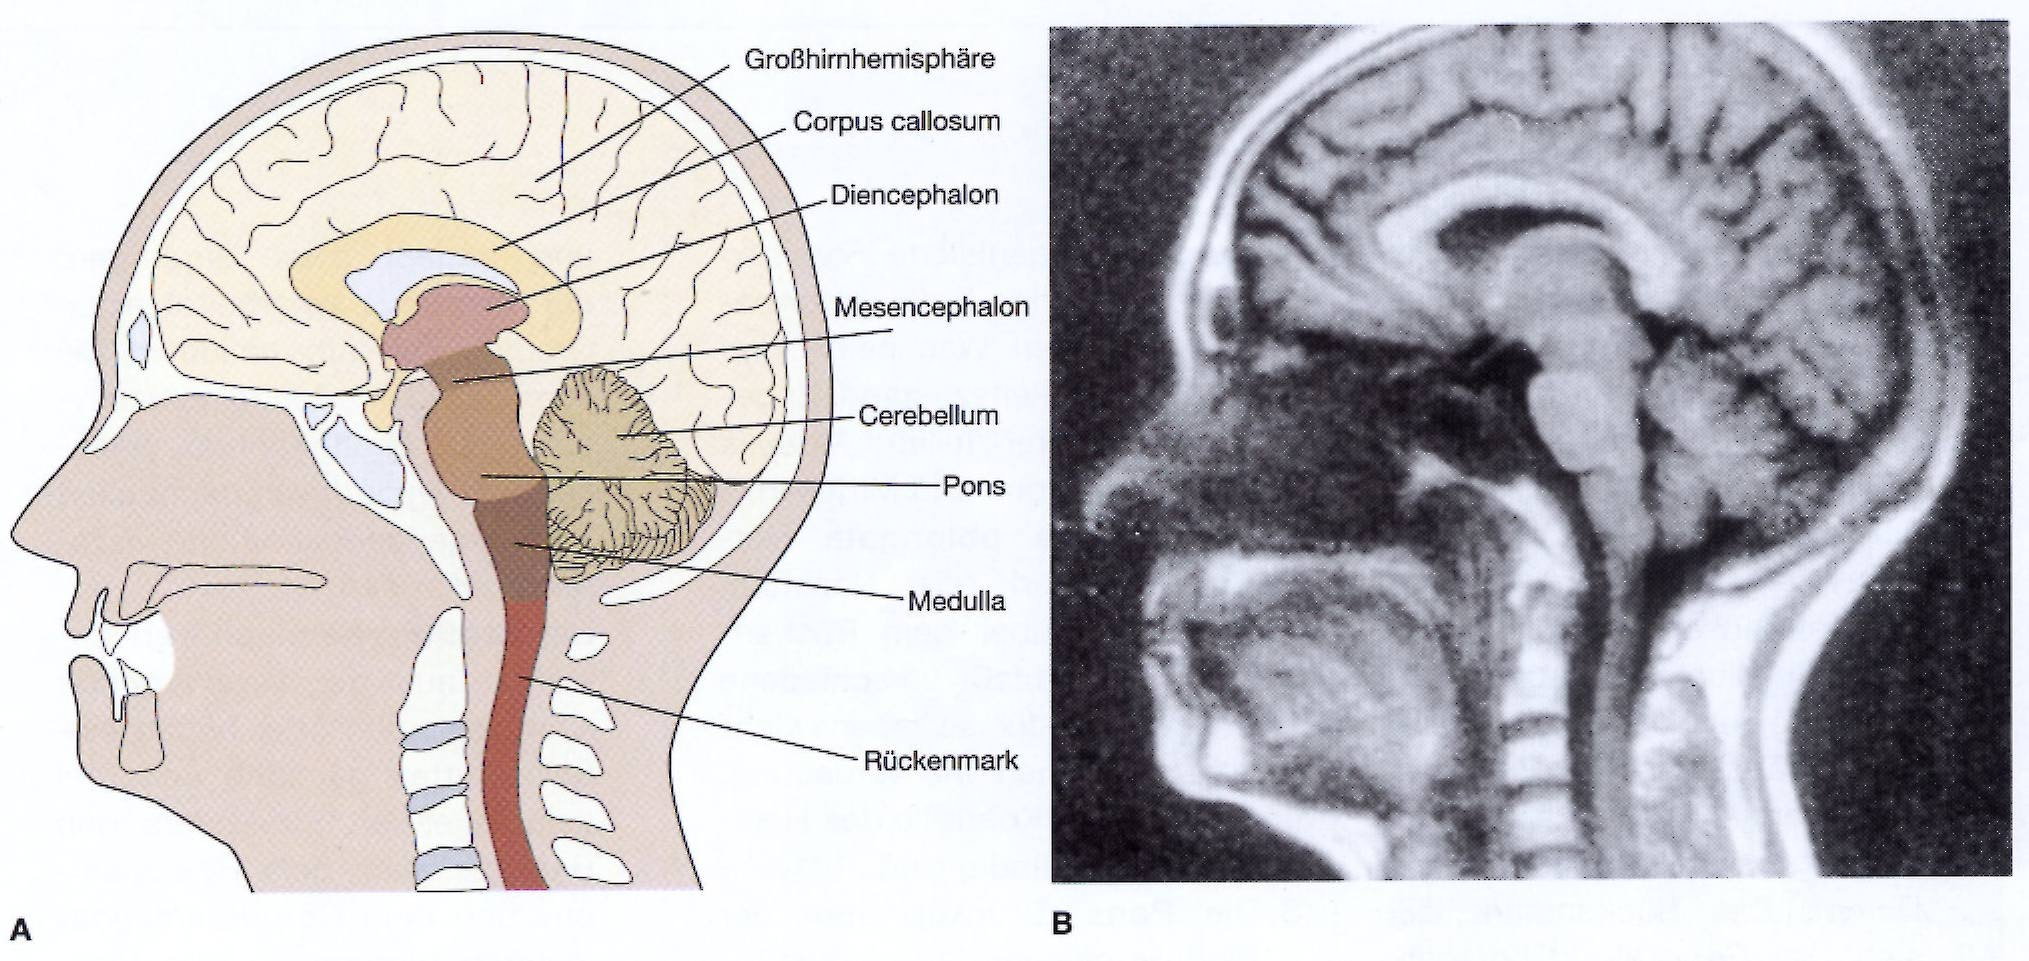 Großhirnhemisphäre
Corpus callosum
Diencephalon
Mesencephalon
Cerebellum
Pons
Medulla
Rückenmark
A
B